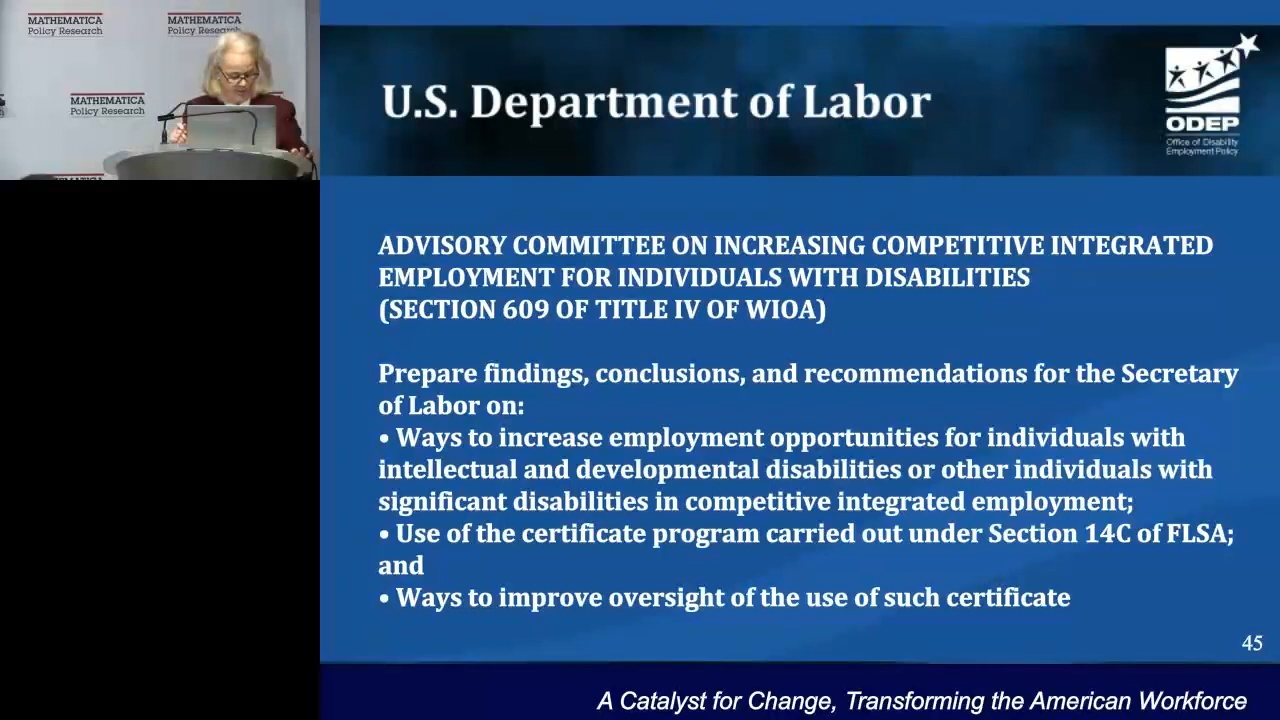 MATHEMATICA
Policy Research
MATHEMATICA
Policy Research
MATHEMATICA
Policy Research
U.S. Department of Labor
ODEP
Office of Disability
Employment Policy
ADVISORY COMMITTEE ON INCREASING COMPETITIVE INTEGRATED
EMPLOYMENT FOR INDIVIDUALS WITH DISABILITIES
(SECTION 609 OF TITLE IV OF WIOA)
Prepare findings, conclusions, and recommendations for the Secretary
of Labor on:
• Ways to increase employment opportunities for individuals with
intellectual and developmental disabilities or other individuals with
significant disabilities in competitive integrated employment;
• Use of the certificate program carried out under Section 14C of FLSA;
and
• Ways to improve oversight of the use of such certificate
45
A Catalyst for Change, Transforming the American Workforce